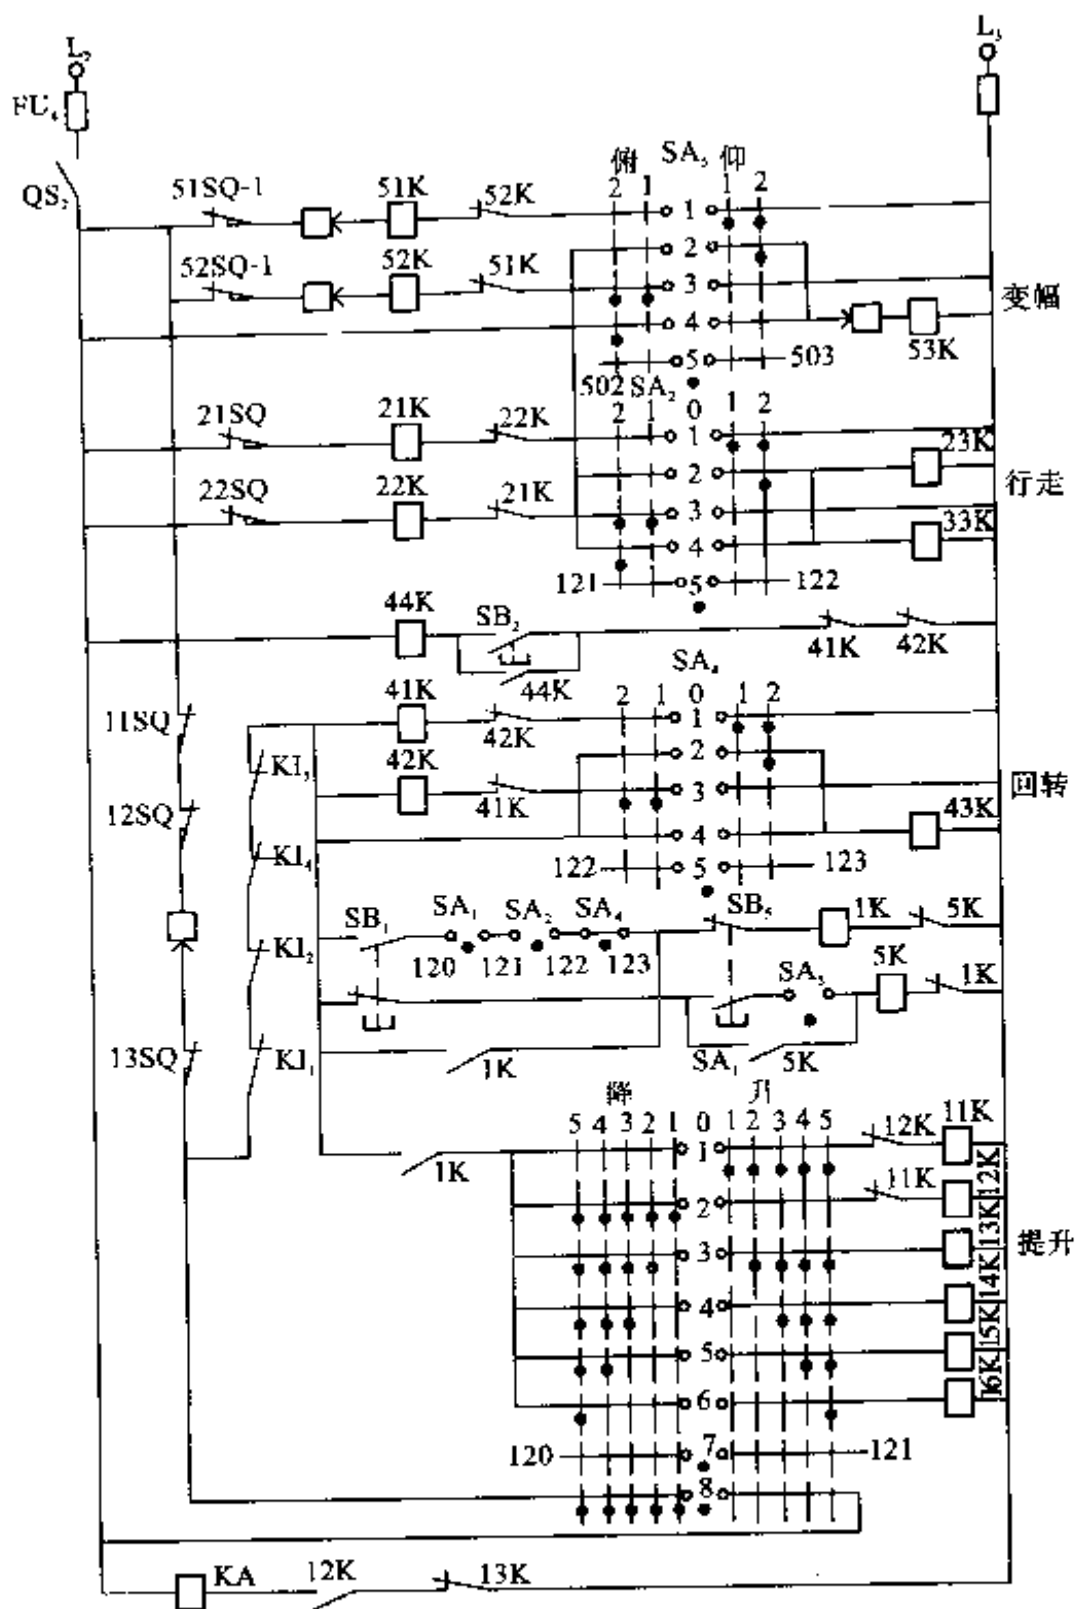 L₂
L₃
FU₄
QS₂
俯 SA₅ 仰
2 1 1 2
51SQ-1 51K 52K 1
2
52SQ-1 52K 51K 3
变幅
4
53K
5 503
502 SA₂
2 1 0 1 2
21SQ 21K 22K 1
23K
2
行走
22SQ 22K 21K 3
33K
4
121 5 122
44K SB₂
41K 42K
44K
SA₄
2 1 0 1 2
11SQ 41K 42K 1
KI₃ 42K 2
12SQ 41K 3
回转
43K
KI₄ 4
122 5 123
SB₁ SA₁ SA₂ SA₄ SB₅ 1K 5K
KI₂ 120 121 122 123
SA₅ 5K 1K
13SQ KI₁ 1K SA₁ 5K
降 升
5 4 3 2 1 0 1 2 3 4 5
1K 1 12K 11K
2 11K 12K
3 13K
提升
4 14K
5 15K
6 16K
120 7 121
8
KA 12K 13K